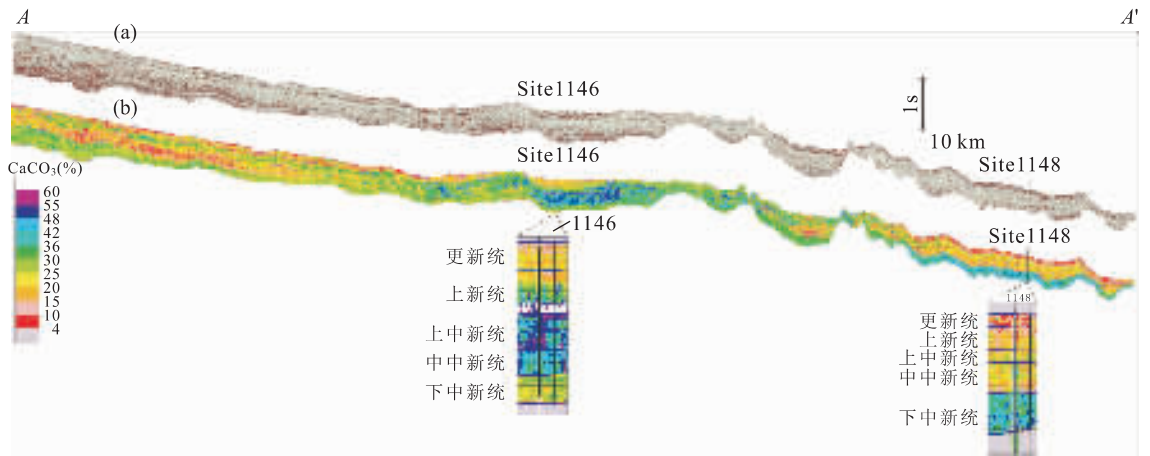 A
A'
(a)
Site1146
1s
10 km
Site1148
(b)
Site1146
Site1148
CaCO₃(%)
60
55
48
42
36
30
25
20
15
10
4
1146
更新统
上新统
上中新统
中中新统
下中新统
1148
更新统
上新统
上中新统
中中新统
下中新统